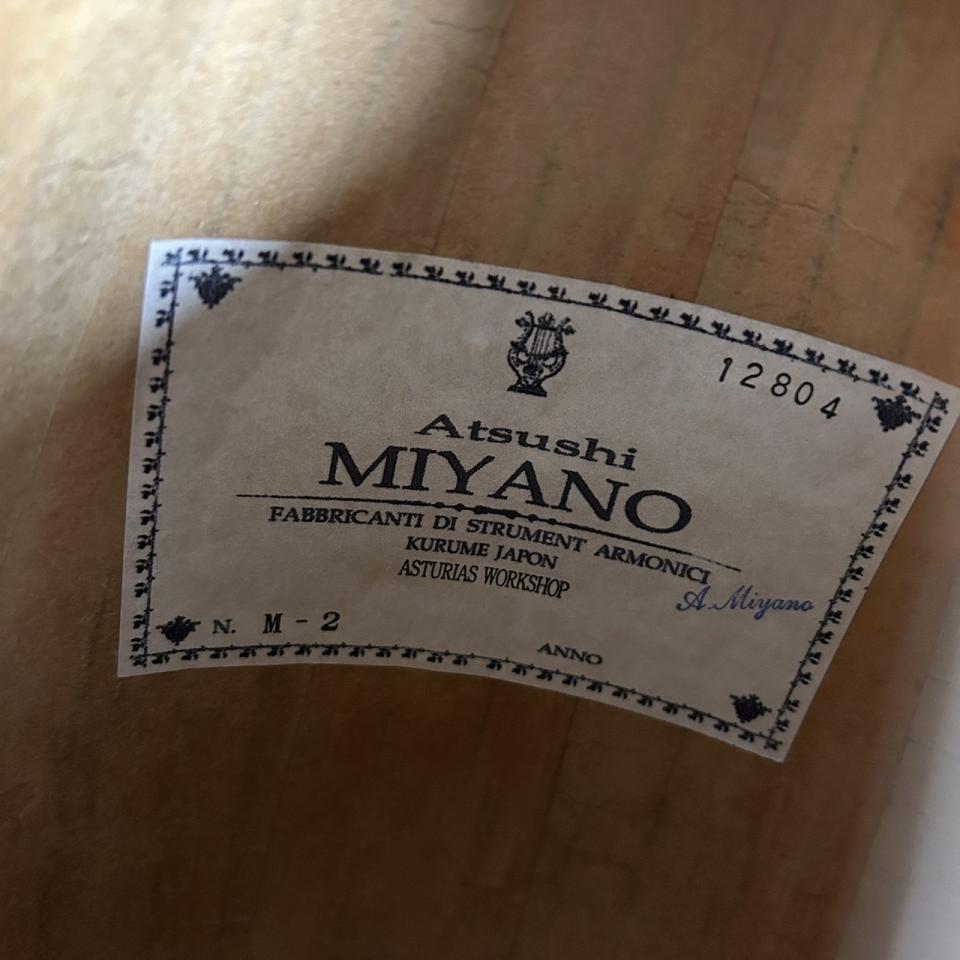 12804
Atsushi
MIYANO
FABBRICANTI DI STRUMENT ARMONICI
KURUME JAPON
ASTURIAS WORKSHOP
A. Miyano
N. M - 2
ANNO